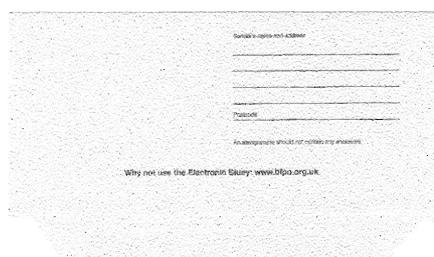 Sender's name and address
Postcode
An aerogramme should not contain any enclosure
Why not use the Electronic Bluey: www.bfpo.org.uk